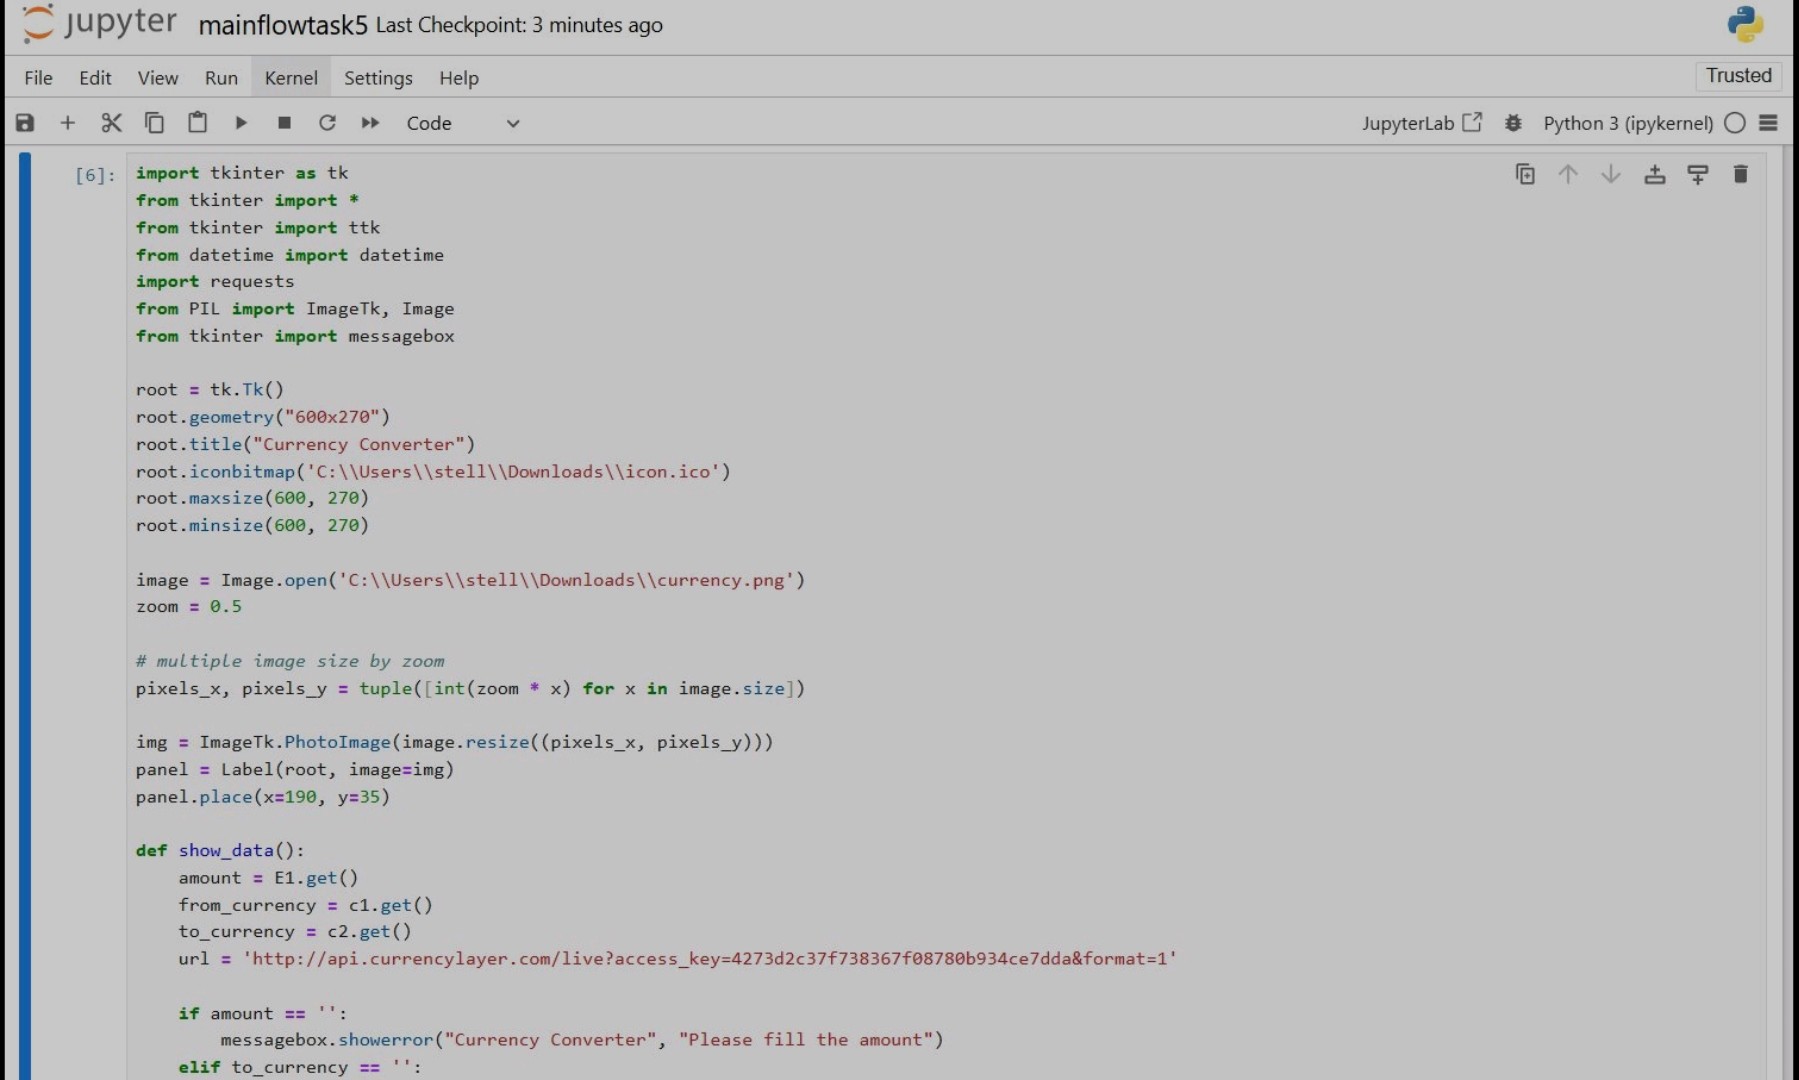 jupyter mainflowtask5 Last Checkpoint: 3 minutes ago
File Edit View Run Kernel Settings Help Trusted
Code JupyterLab Python 3 (ipykernel)
[6]: import tkinter as tk
from tkinter import *
from tkinter import ttk
from datetime import datetime
import requests
from PIL import ImageTk, Image
from tkinter import messagebox
root = tk.Tk()
root.geometry("600x270")
root.title("Currency Converter")
root.iconbitmap('C:\\Users\\stell\\Downloads\\icon.ico')
root.maxsize(600, 270)
root.minsize(600, 270)
image = Image.open('C:\\Users\\stell\\Downloads\\currency.png')
zoom = 0.5
# multiple image size by zoom
pixels_x, pixels_y = tuple([int(zoom * x) for x in image.size])
img = ImageTk.PhotoImage(image.resize((pixels_x, pixels_y)))
panel = Label(root, image=img)
panel.place(x=190, y=35)
def show_data():
    amount = E1.get()
    from_currency = c1.get()
    to_currency = c2.get()
    url = 'http://api.currencylayer.com/live?access_key=4273d2c37f738367f08780b934ce7dda&format=1'
    if amount == '':
        messagebox.showerror("Currency Converter", "Please fill the amount")
    elif to_currency == '':